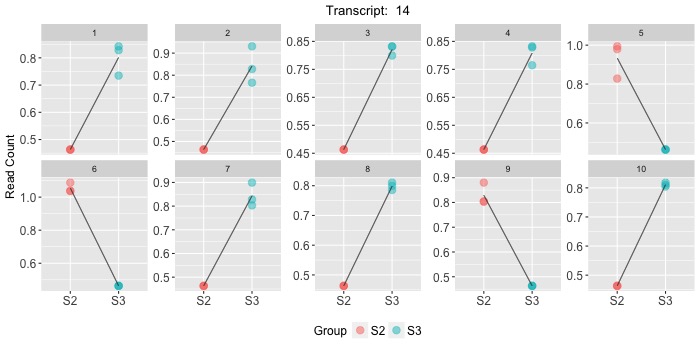 Transcript: 14
1 2 3 4 5
0.8 0.9 0.85 0.85 1.0
0.7 0.8 0.75 0.75 0.8
0.6 0.7 0.65 0.65 0.6
0.5 0.6 0.55 0.55
0.5 0.45 0.45
Read Count
6 7 8 9 10
1.0 0.9 0.8 0.9 0.8
0.8 0.8 0.7 0.8 0.7
0.6 0.7 0.6 0.7 0.6
0.6 0.5 0.6 0.5
0.5 0.5
S2 S3 S2 S3 S2 S3 S2 S3 S2 S3
Group S2 S3